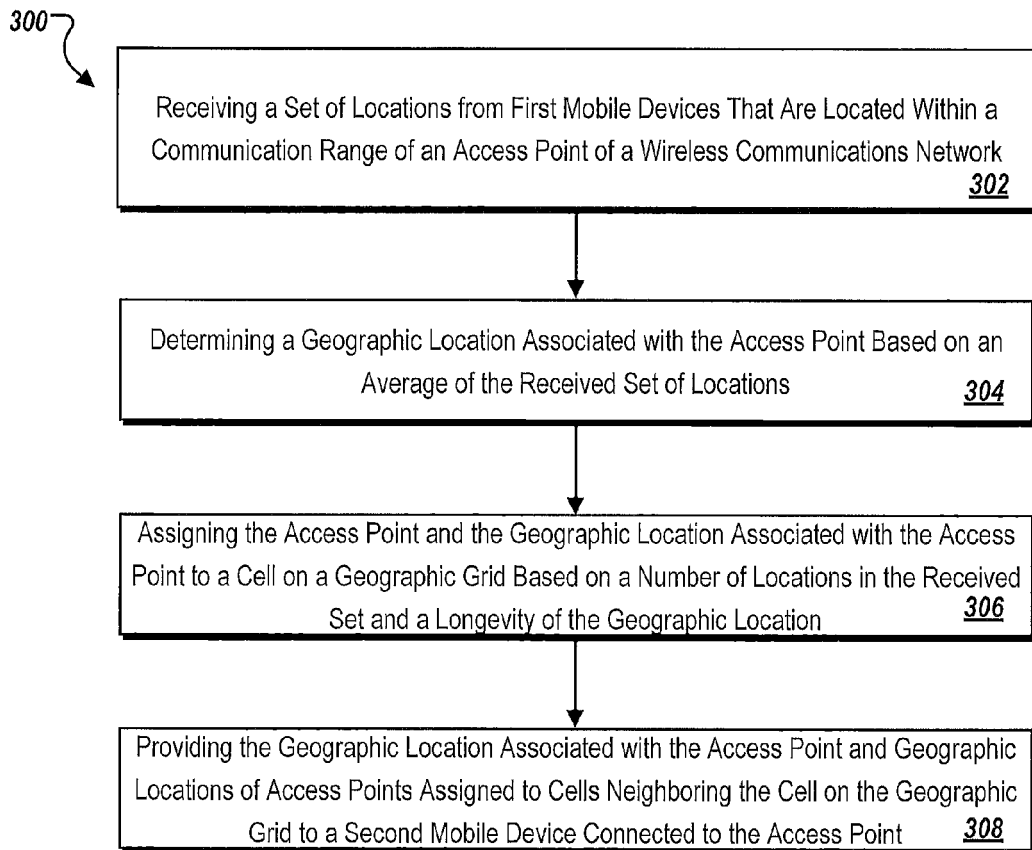 300
Receiving a Set of Locations from First Mobile Devices That Are Located Within a
Communication Range of an Access Point of a Wireless Communications Network
302
Determining a Geographic Location Associated with the Access Point Based on an
Average of the Received Set of Locations
304
Assigning the Access Point and the Geographic Location Associated with the Access
Point to a Cell on a Geographic Grid Based on a Number of Locations in the Received
Set and a Longevity of the Geographic Location
306
Providing the Geographic Location Associated with the Access Point and Geographic
Locations of Access Points Assigned to Cells Neighboring the Cell on the Geographic
Grid to a Second Mobile Device Connected to the Access Point
308